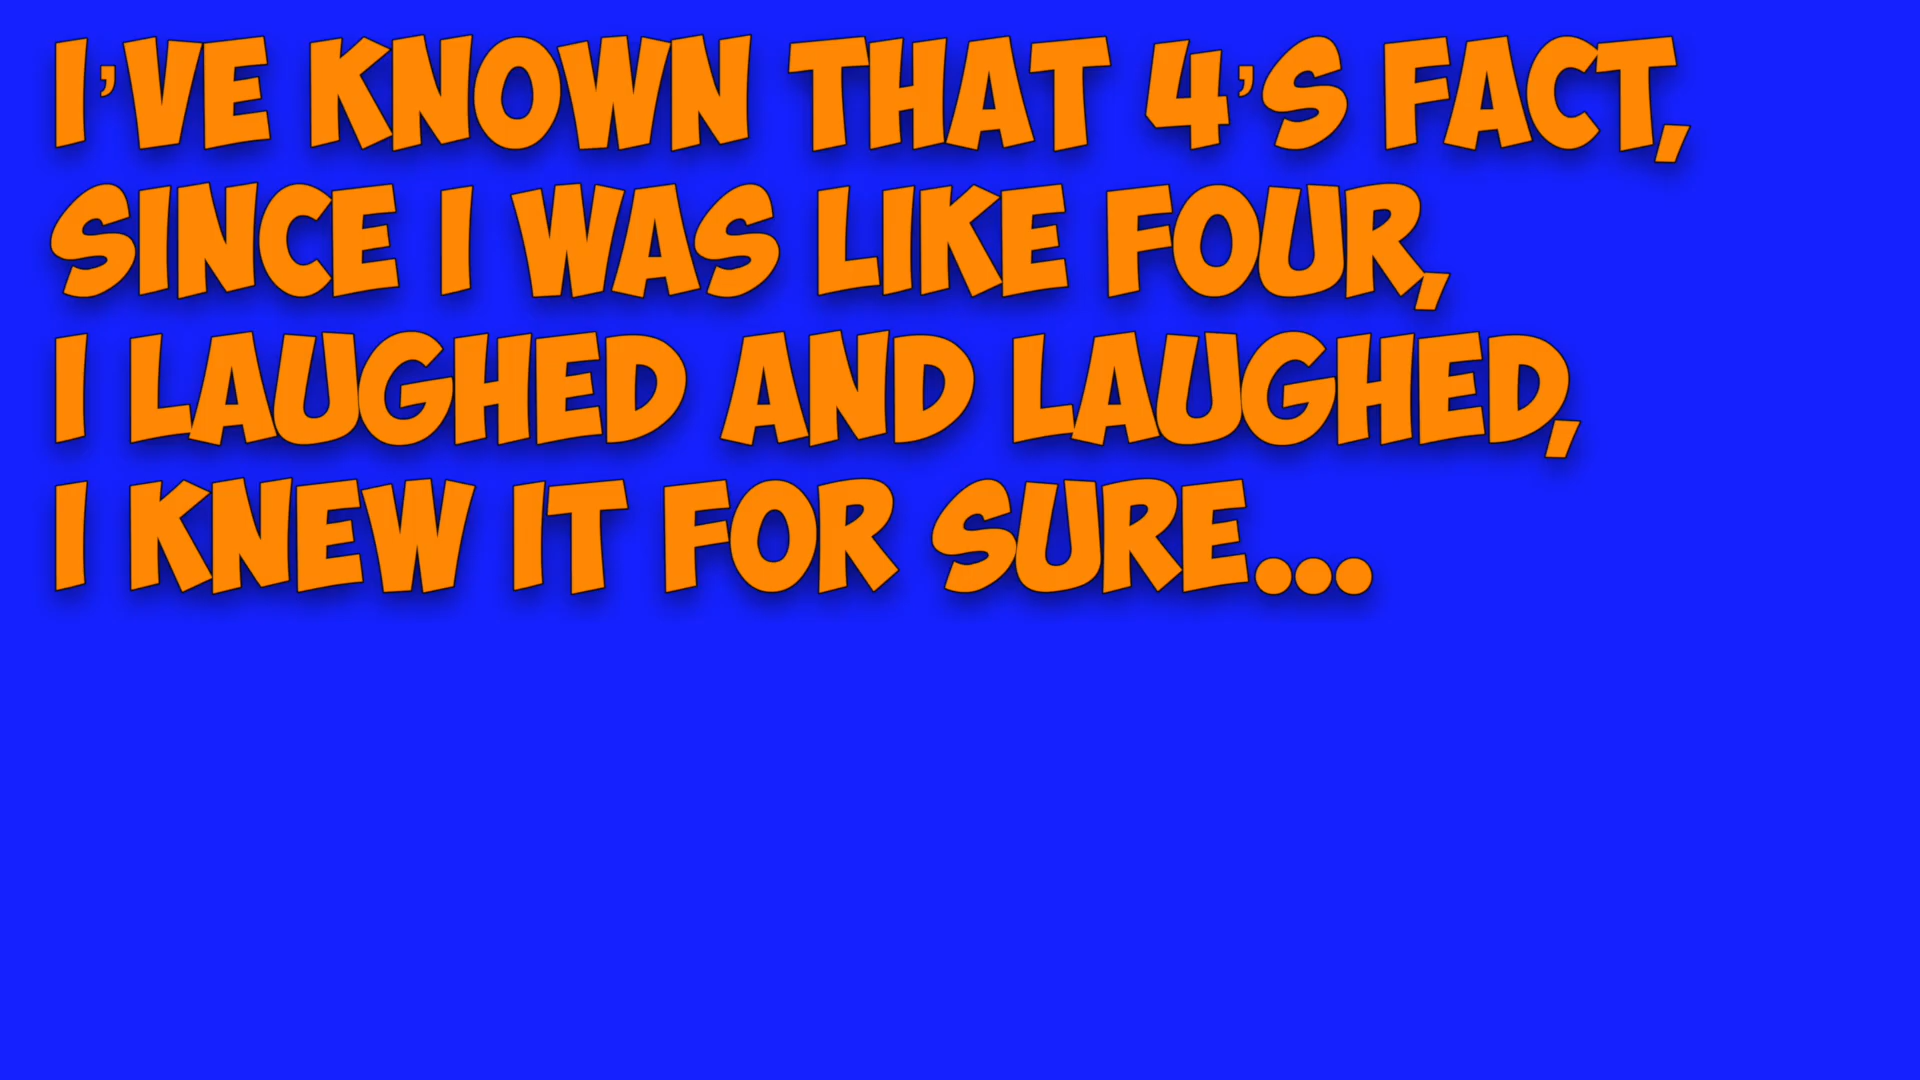 I'VE KNOWN THAT 4'S FACT,
SINCE I WAS LIKE FOUR,
I LAUGHED AND LAUGHED,
I KNEW IT FOR SURE...